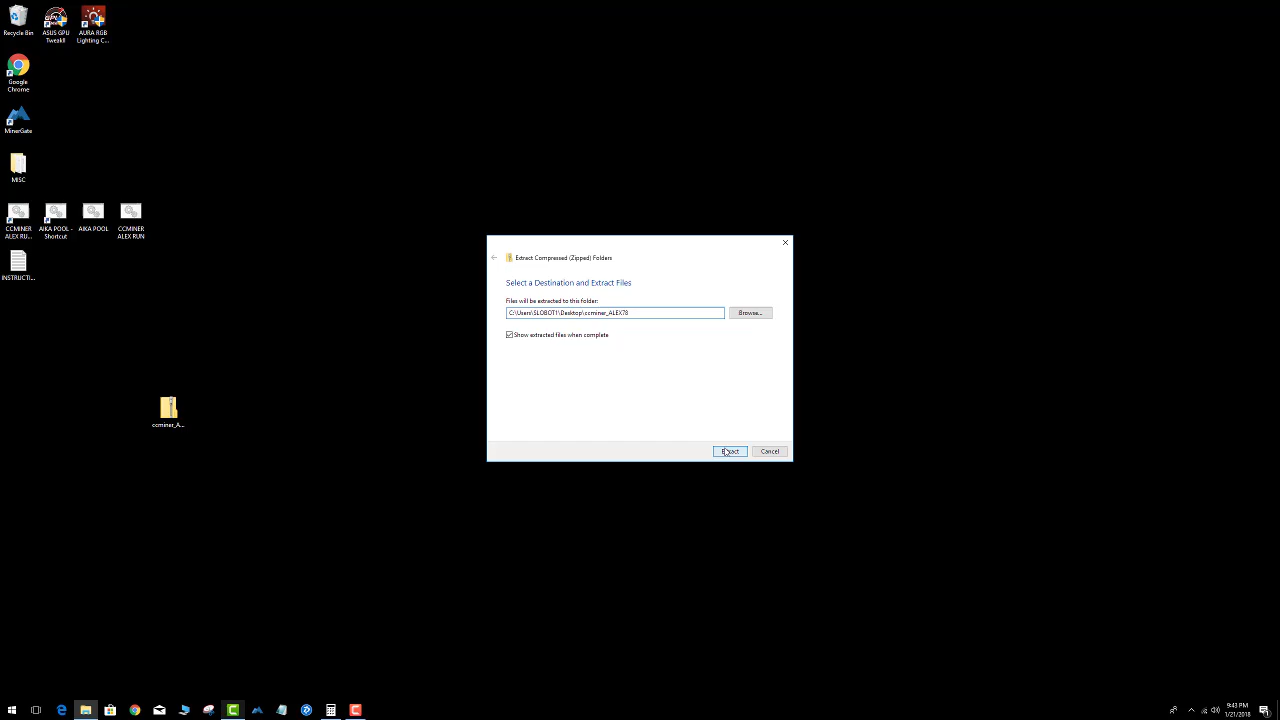 Recycle Bin
ASUS GPU
TweakII
AURA RGB
Lighting C...
Google
Chrome
MinerGate
MISC
CCMINER
ALEX RU...
AIKA POOL -
Shortcut
AIKA POOL
CCMINER
ALEX RUN
INSTRUCTI...
ccminer_A...
Extract Compressed (Zipped) Folders
Select a Destination and Extract Files
Files will be extracted to this folder:
C:\Users\SLOBOT1\Desktop\ccminer_ALEX78
Browse...
Show extracted files when complete
Extract
Cancel
9:43 PM
1/21/2018